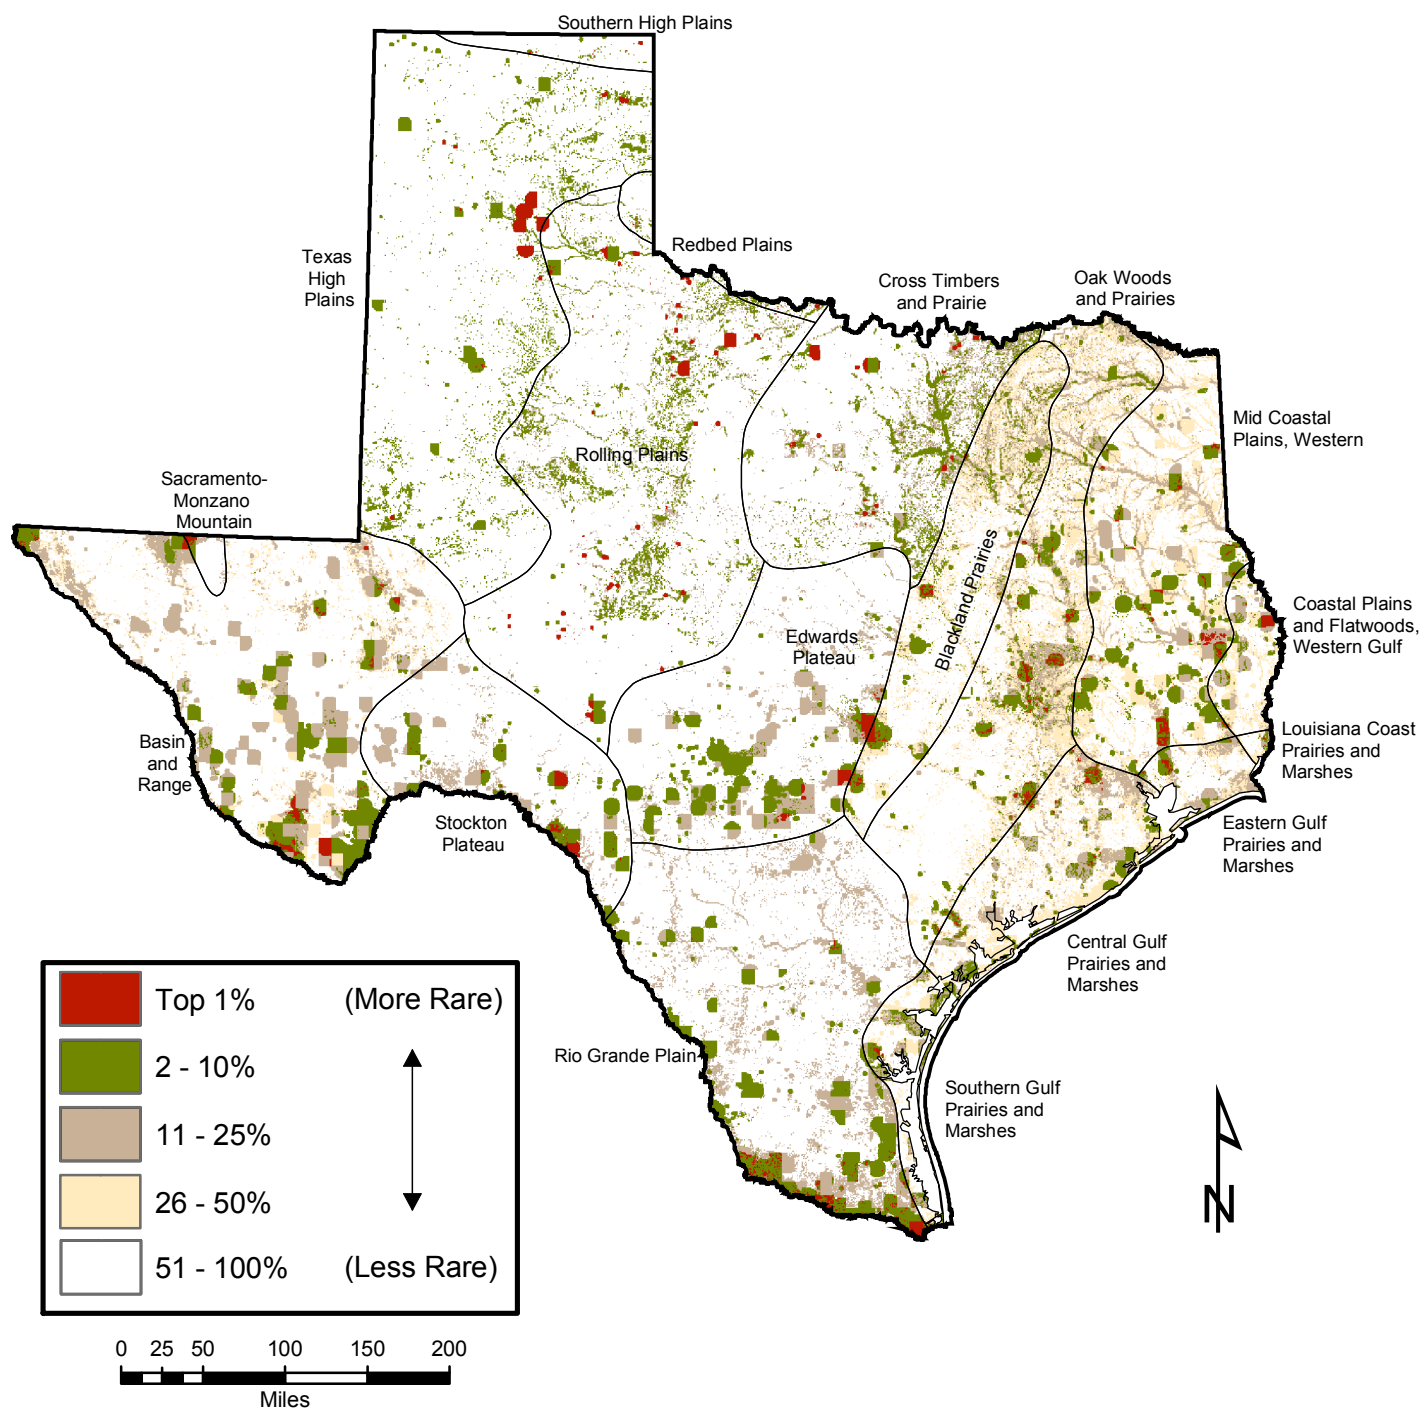 Southern High Plains
Redbed Plains
Texas
High
Plains
Cross Timbers
and Prairie
Oak Woods
and Prairies
Mid Coastal
Plains, Western
Rolling Plains
Sacramento-
Monzano
Mountain
Blackland Prairies
Edwards
Plateau
Coastal Plains
and Flatwoods,
Western Gulf
Basin
and
Range
Louisiana Coast
Prairies and
Marshes
Stockton
Plateau
Eastern Gulf
Prairies and
Marshes
Central Gulf
Prairies and
Marshes
Rio Grande Plain
Southern Gulf
Prairies and
Marshes
Top 1% (More Rare)
2 - 10%
11 - 25%
26 - 50%
51 - 100% (Less Rare)
N
0 25 50 100 150 200
Miles